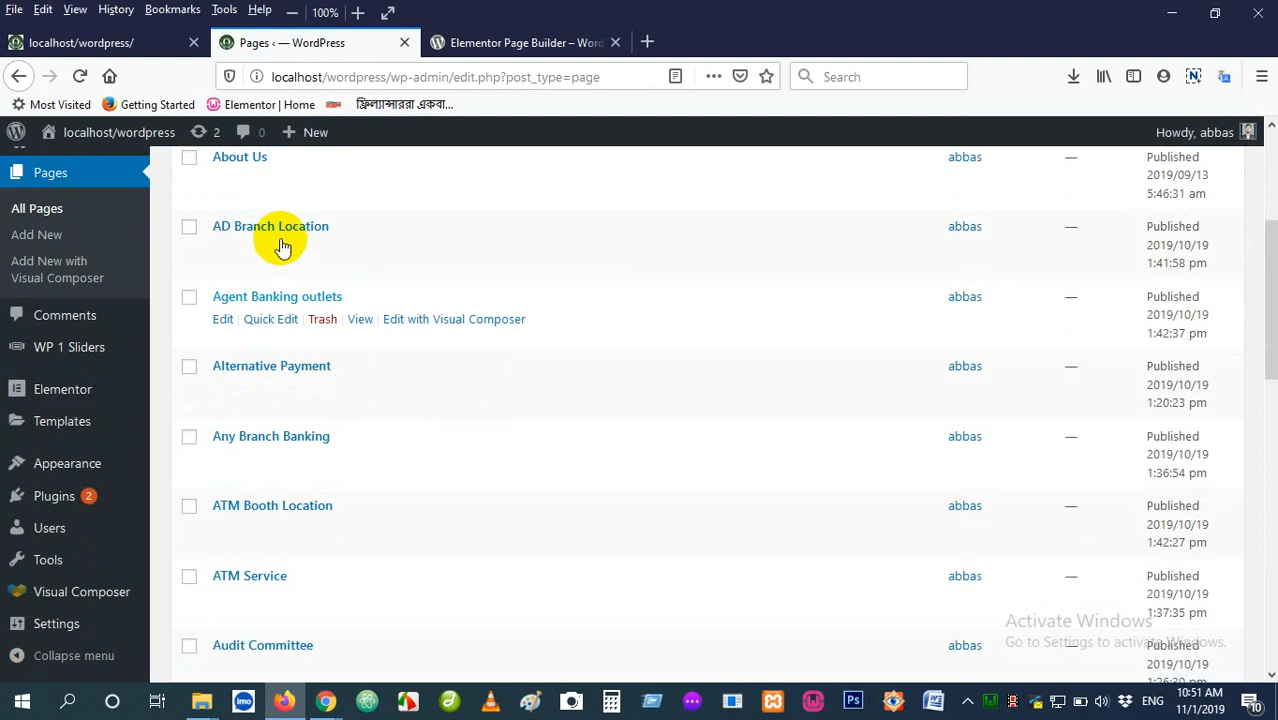 File Edit View History Bookmarks Tools Help 100%
localhost/wordpress/ Pages ‹ — WordPress Elementor Page Builder – Word
localhost/wordpress/wp-admin/edit.php?post_type=page Search
Most Visited Getting Started Elementor | Home ফ্রিল্যান্সাররা একবা...
localhost/wordpress 2 0 New Howdy, abbas
Pages
All Pages
Add New
Add New with
Visual Composer
Comments
WP 1 Sliders
Elementor
Templates
Appearance
Plugins 2
Users
Tools
Visual Composer
Settings
Collapse menu
About Us abbas — Published
2019/09/13
5:46:31 am
AD Branch Location abbas — Published
2019/10/19
1:41:58 pm
Agent Banking outlets abbas — Published
Edit | Quick Edit | Trash | View | Edit with Visual Composer 2019/10/19
1:42:37 pm
Alternative Payment abbas — Published
2019/10/19
1:20:23 pm
Any Branch Banking abbas — Published
2019/10/19
1:36:54 pm
ATM Booth Location abbas — Published
2019/10/19
1:42:27 pm
ATM Service abbas — Published
2019/10/19
1:37:35 pm
Audit Committee abbas — Published
2019/10/19
Activate Windows
Go to Settings to activate Windows.
imo Ps ENG 10:51 AM
11/1/2019 10